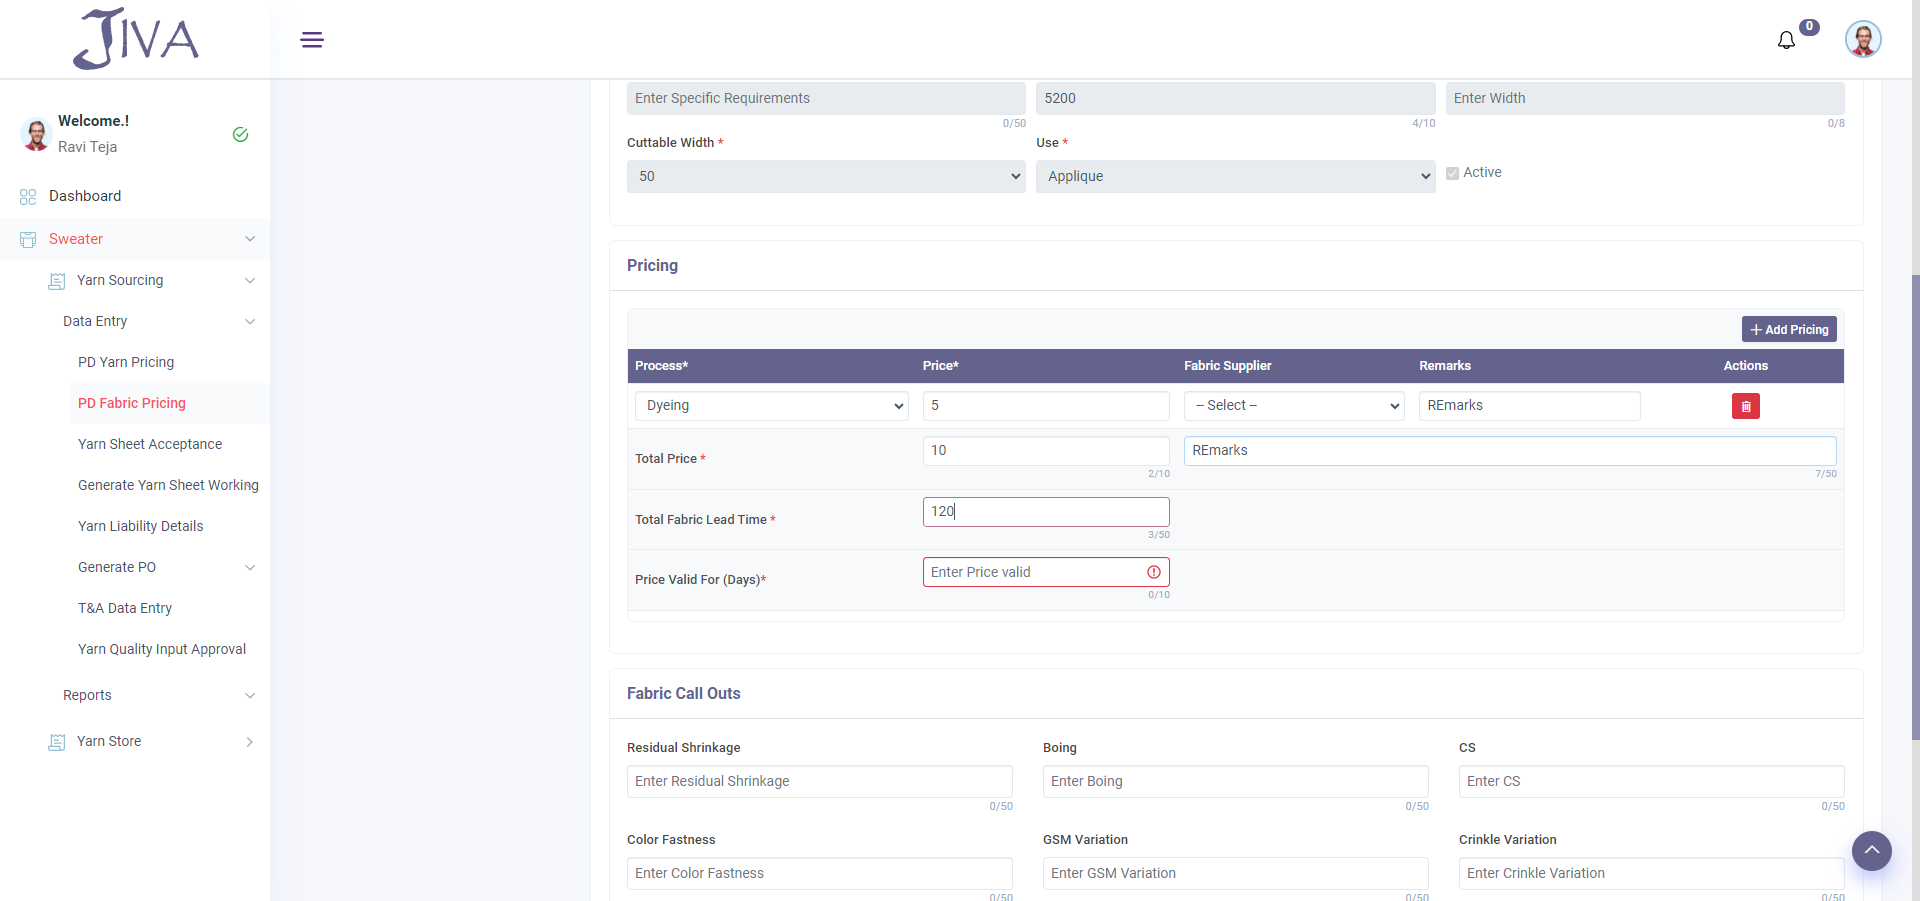 JIVA
0
Welcome.!
Ravi Teja
Dashboard
Sweater
Yarn Sourcing
Data Entry
PD Yarn Pricing
PD Fabric Pricing
Yarn Sheet Acceptance
Generate Yarn Sheet Working
Yarn Liability Details
Generate PO
T&A Data Entry
Yarn Quality Input Approval
Reports
Yarn Store
Enter Specific Requirements 5200 Enter Width
0/50 4/10 0/8
Cuttable Width * Use *
50 Applique Active
Pricing
+ Add Pricing
Process* Price* Fabric Supplier Remarks Actions
Dyeing 5 -- Select -- REmarks
Total Price * 10 REmarks
2/10 7/50
Total Fabric Lead Time * 120
3/50
Price Valid For (Days)* Enter Price valid
0/10
Fabric Call Outs
Residual Shrinkage Boing CS
Enter Residual Shrinkage Enter Boing Enter CS
0/50 0/50 0/50
Color Fastness GSM Variation Crinkle Variation
Enter Color Fastness Enter GSM Variation Enter Crinkle Variation
0/50 0/50 0/50